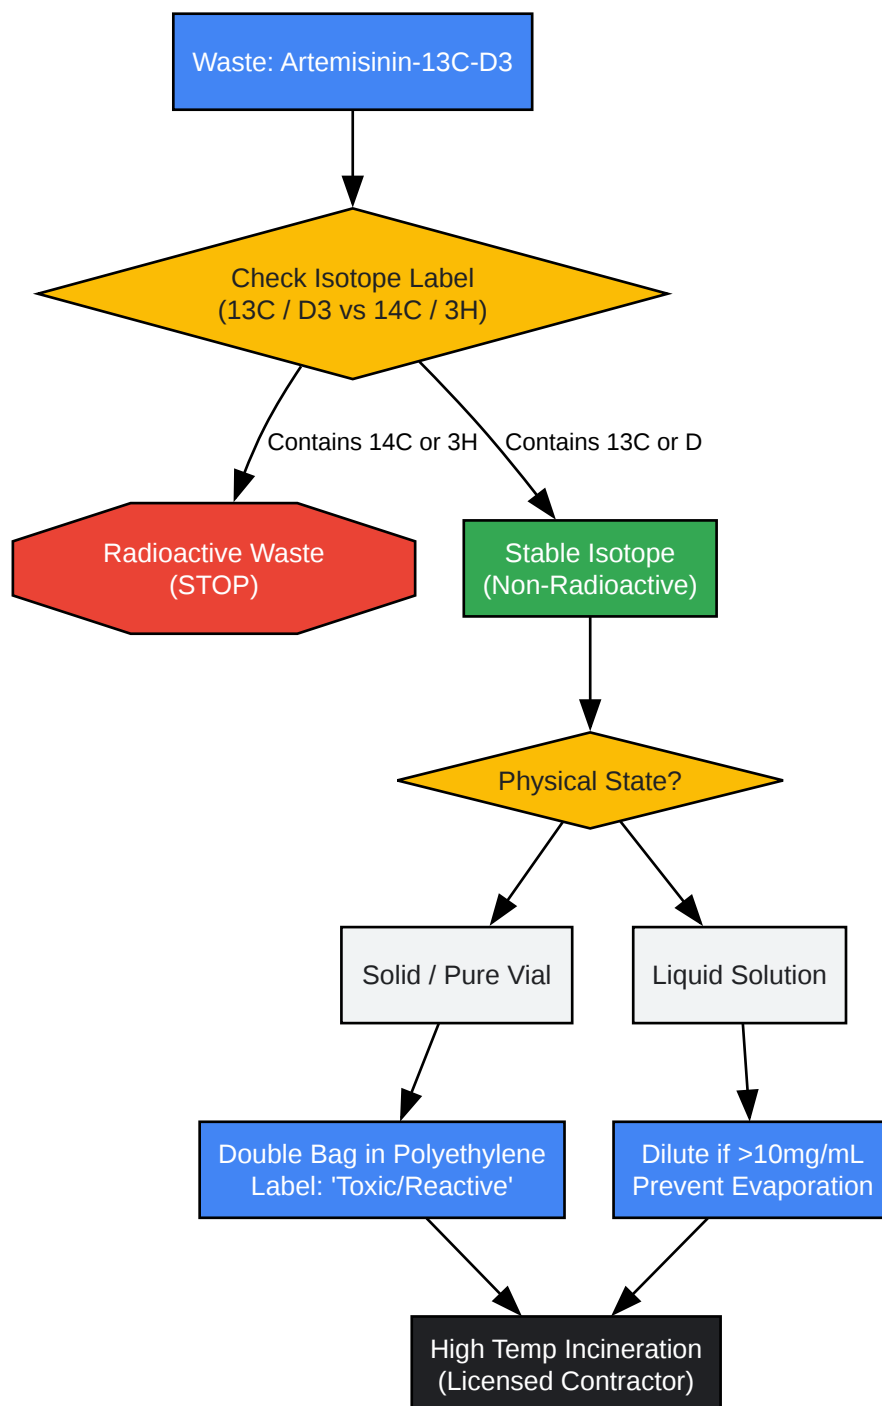 Waste: Artemisinin-13C-D3
Check Isotope Label
(13C / D3 vs 14C / 3H)
Contains 14C or 3H
Contains 13C or D
Radioactive Waste
(STOP)
Stable Isotope
(Non-Radioactive)
Physical State?
Solid / Pure Vial
Liquid Solution
Double Bag in Polyethylene
Label: 'Toxic/Reactive'
Dilute if >10mg/mL
Prevent Evaporation
High Temp Incineration
(Licensed Contractor)